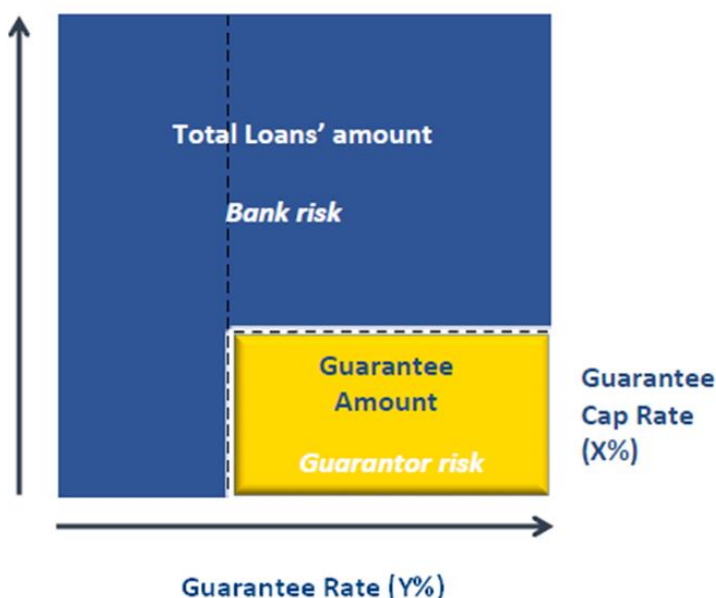 Total Loans’ amount
Bank risk
Guarantee
Amount
Guarantor risk
Guarantee
Cap Rate
(X%)
Guarantee Rate (Y%)